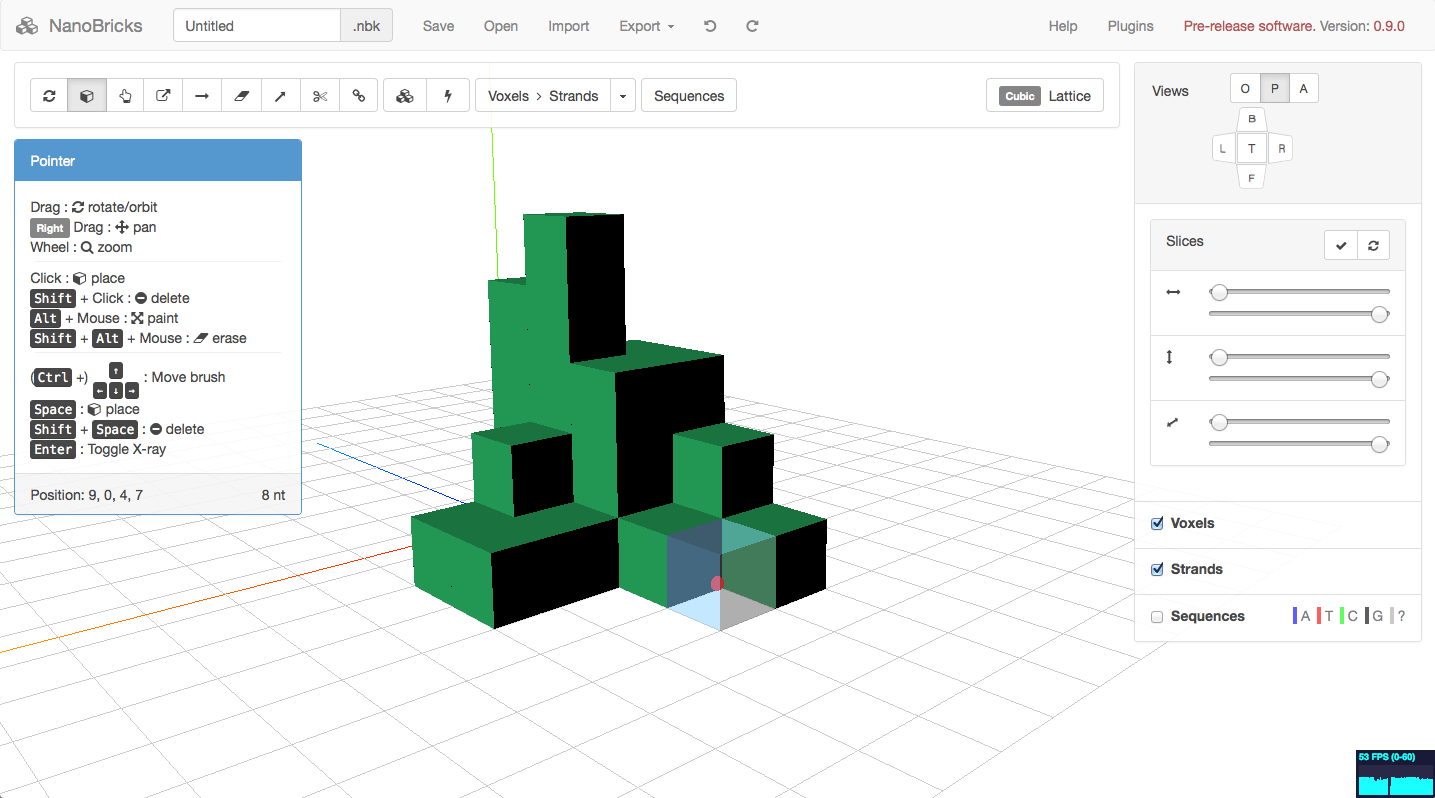 NanoBricks Untitled .nbk Save Open Import Export Help Plugins Pre-release software. Version: 0.9.0
Voxels > Strands Sequences Cubic Lattice
Pointer
Drag : rotate/orbit
Right Drag : pan
Wheel : zoom
Click : place
Shift + Click : delete
Alt + Mouse : paint
Shift + Alt + Mouse : erase
(Ctrl +) ↑ ← ↓ → : Move brush
Space : place
Shift + Space : delete
Enter : Toggle X-ray
Position: 9, 0, 4, 7 8 nt
Views O P A
B
L T R
F
Slices
Voxels
Strands
Sequences A T C G ?
53 FPS (0-60)